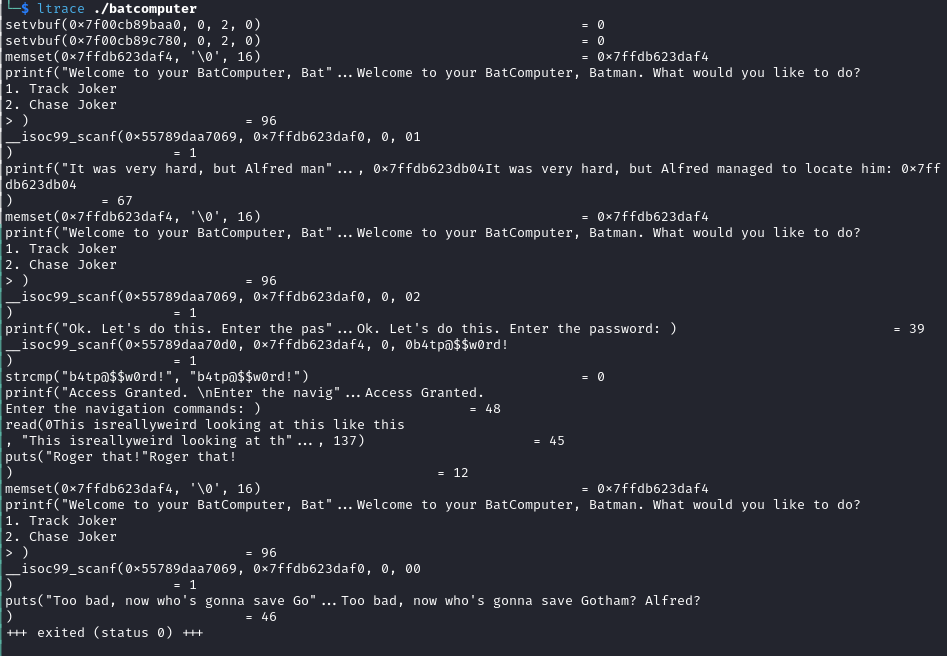 └─$ ltrace ./batcomputer
setvbuf(0×7f00cb89baa0, 0, 2, 0) = 0
setvbuf(0×7f00cb89c780, 0, 2, 0) = 0
memset(0×7ffdb623daf4, '\0', 16) = 0×7ffdb623daf4
printf("Welcome to your BatComputer, Bat"...Welcome to your BatComputer, Batman. What would you like to do?
1. Track Joker
2. Chase Joker
> ) = 96
__isoc99_scanf(0×55789daa7069, 0×7ffdb623daf0, 0, 01
) = 1
printf("It was very hard, but Alfred man"..., 0×7ffdb623db04It was very hard, but Alfred managed to locate him: 0×7ff
db623db04
) = 67
memset(0×7ffdb623daf4, '\0', 16) = 0×7ffdb623daf4
printf("Welcome to your BatComputer, Bat"...Welcome to your BatComputer, Batman. What would you like to do?
1. Track Joker
2. Chase Joker
> ) = 96
__isoc99_scanf(0×55789daa7069, 0×7ffdb623daf0, 0, 02
) = 1
printf("Ok. Let's do this. Enter the pas"...Ok. Let's do this. Enter the password: ) = 39
__isoc99_scanf(0×55789daa70d0, 0×7ffdb623daf4, 0, 0b4tp@$$w0rd!
) = 1
strcmp("b4tp@$$w0rd!", "b4tp@$$w0rd!") = 0
printf("Access Granted. \nEnter the navig"...Access Granted.
Enter the navigation commands: ) = 48
read(0This isreallyweird looking at this like this
, "This isreallyweird looking at th"..., 137) = 45
puts("Roger that!"Roger that!
) = 12
memset(0×7ffdb623daf4, '\0', 16) = 0×7ffdb623daf4
printf("Welcome to your BatComputer, Bat"...Welcome to your BatComputer, Batman. What would you like to do?
1. Track Joker
2. Chase Joker
> ) = 96
__isoc99_scanf(0×55789daa7069, 0×7ffdb623daf0, 0, 00
) = 1
puts("Too bad, now who's gonna save Go"...Too bad, now who's gonna save Gotham? Alfred?
) = 46
+++ exited (status 0) +++